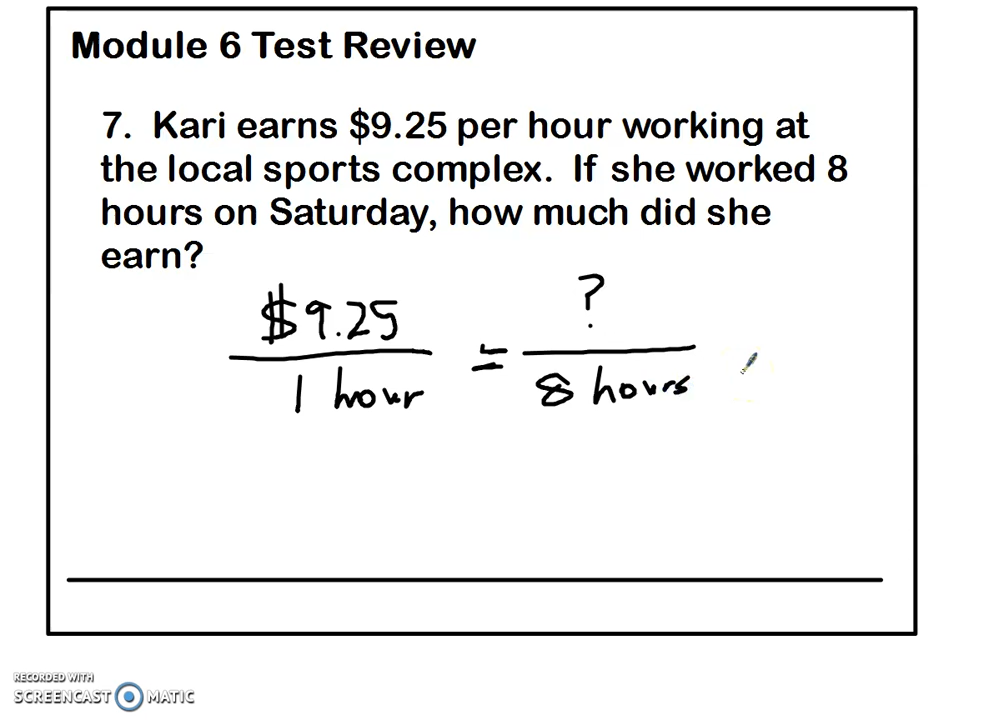 Module 6 Test Review
7. Kari earns $9.25 per hour working at
the local sports complex. If she worked 8
hours on Saturday, how much did she
earn?
$9.25 = ?
1 hour 8 hours
RECORDED WITH
SCREENCAST MATIC